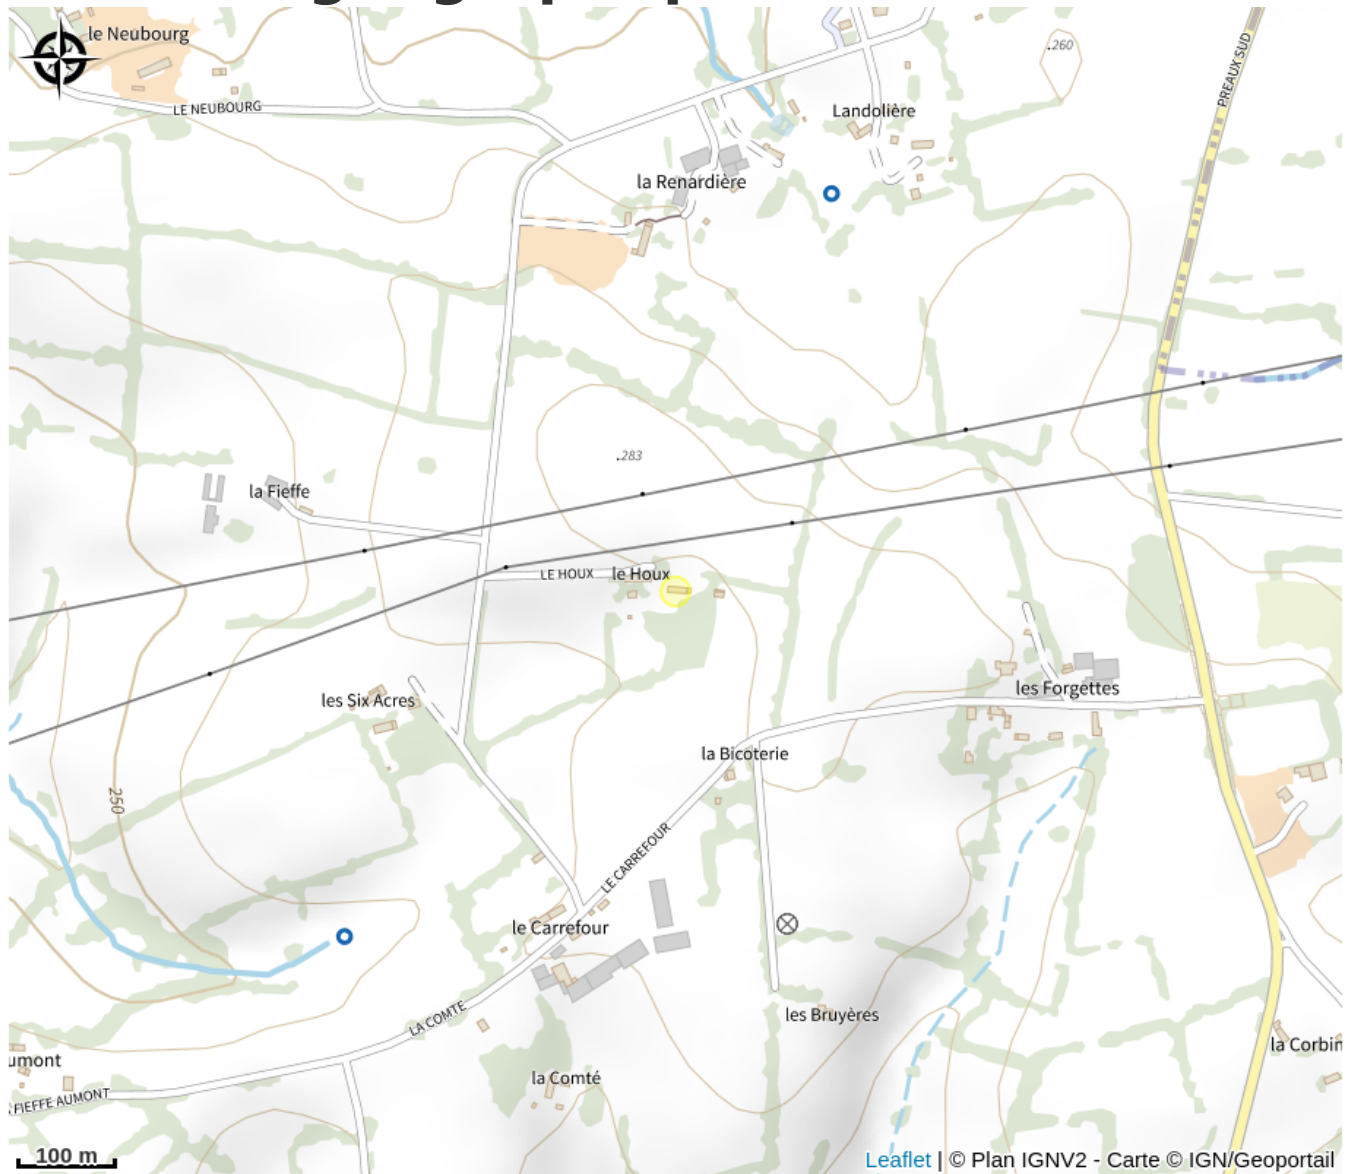 le Neubourg
.260
PREAUX SUD
LE NEUBOURG
Landolière
la Renardière
.283
la Fieffe
LE HOUX
le Houx
les Six Acres
les Forgettes
la Bicoterie
250
LE CARREFOUR
le Carrefour
les Bruyères
LA COMTE
la Corbin
umont
la Comté
FIEFFE AUMONT
100 m
Leaflet | © Plan IGNV2 - Carte © IGN/Geoportail